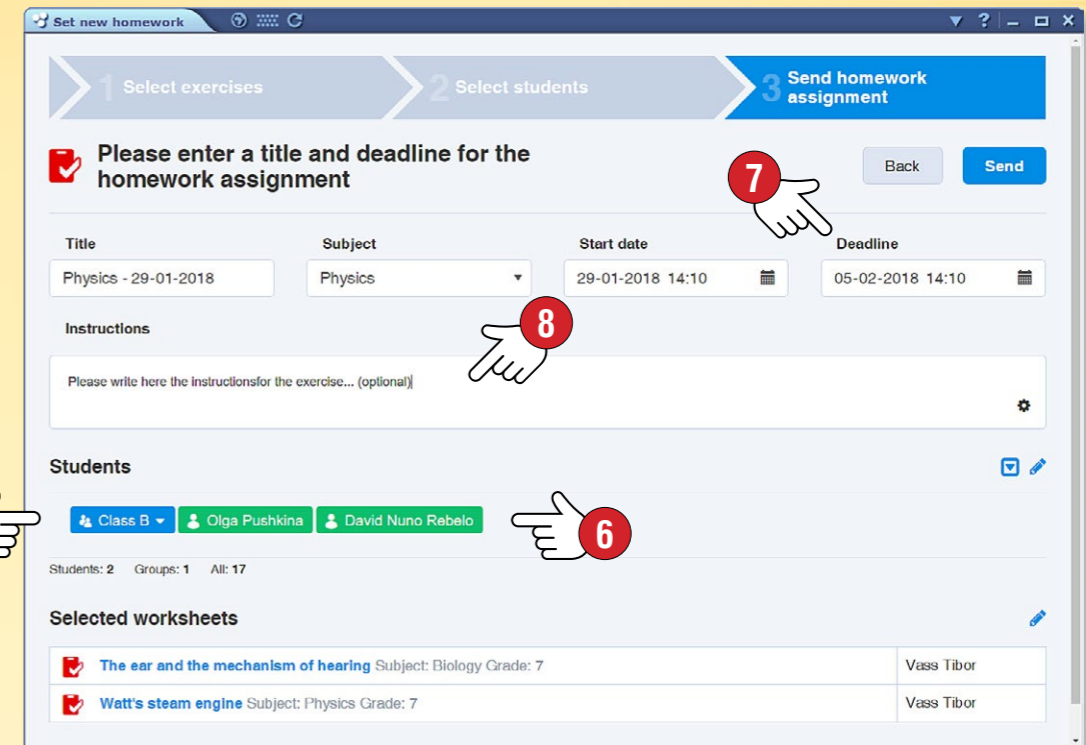 Set new homework
?
1 Select exercises
2 Select students
3 Send homework
assignment
Please enter a title and deadline for the
homework assignment
7
Back
Send
Title
Subject
Start date
Deadline
Physics - 29-01-2018
Physics
29-01-2018 14:10
05-02-2018 14:10
Instructions
8
Please write here the instructionsfor the exercise... (optional)
Students
Class B
Olga Pushkina
David Nuno Rebelo
6
Students: 2 Groups: 1 All: 17
Selected worksheets
The ear and the mechanism of hearing Subject: Biology Grade: 7
Vass Tibor
Watt's steam engine Subject: Physics Grade: 7
Vass Tibor